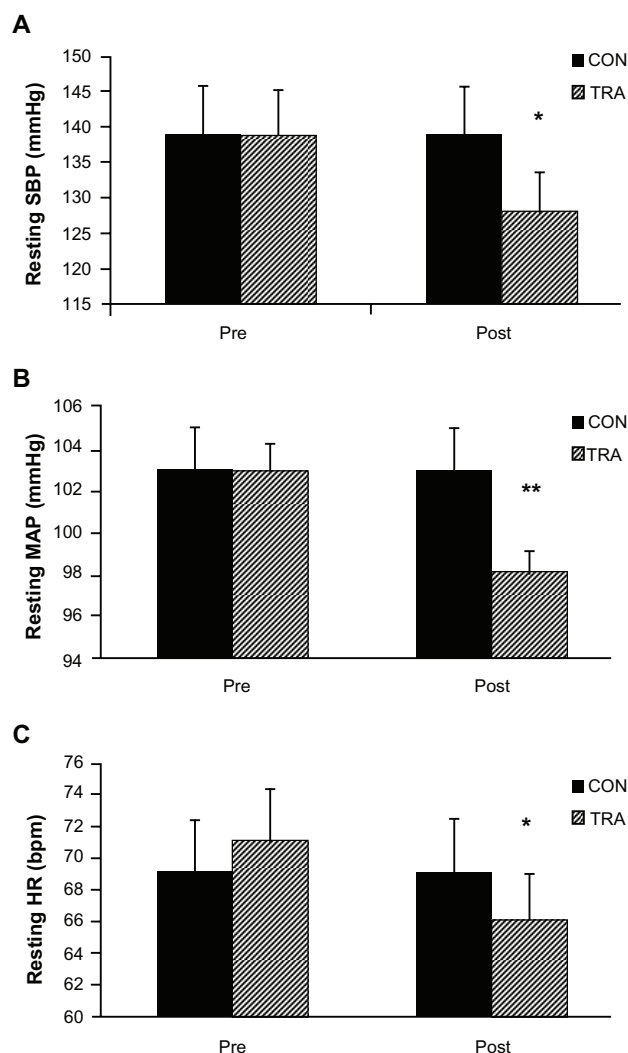 A
Resting SBP (mmHg)
150
145
140
135
130
125
120
115
CON
TRA
*
Pre
Post
B
Resting MAP (mmHg)
106
104
102
100
98
96
94
CON
TRA
**
Pre
Post
C
Resting HR (bpm)
76
74
72
70
68
66
64
62
60
CON
TRA
*
Pre
Post